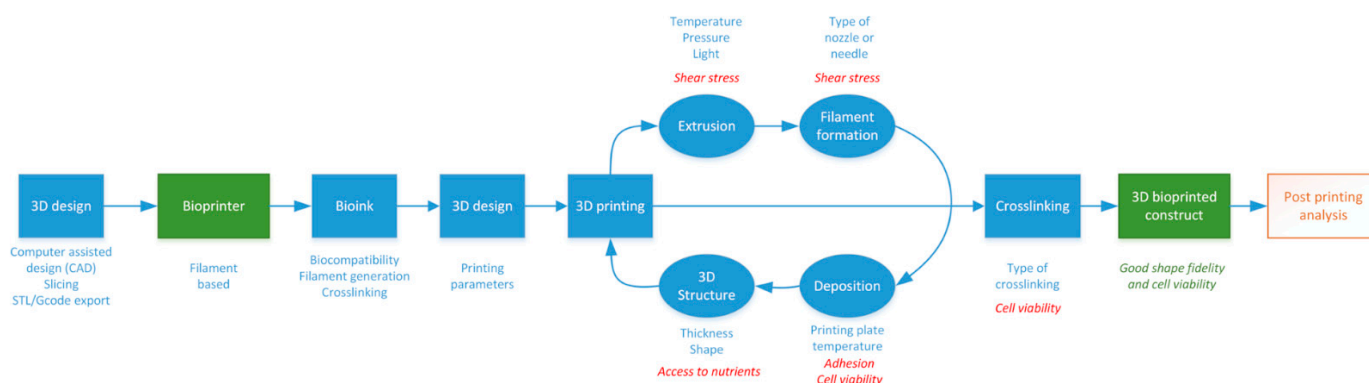 Temperature
Pressure
Light
Shear stress
Type of
nozzle or
needle
Shear stress
Extrusion
Filament
formation
3D design
Bioprinter
Bioink
3D design
3D printing
Crosslinking
3D bioprinted
construct
Post printing
analysis
Computer assisted
design (CAD)
Slicing
STL/Gcode export
Filament
based
Biocompatibility
Filament generation
Crosslinking
Printing
parameters
3D
Structure
Deposition
Type of
crosslinking
Cell viability
Good shape fidelity
and cell viability
Thickness
Shape
Access to nutrients
Printing plate
temperature
Adhesion
Cell viability